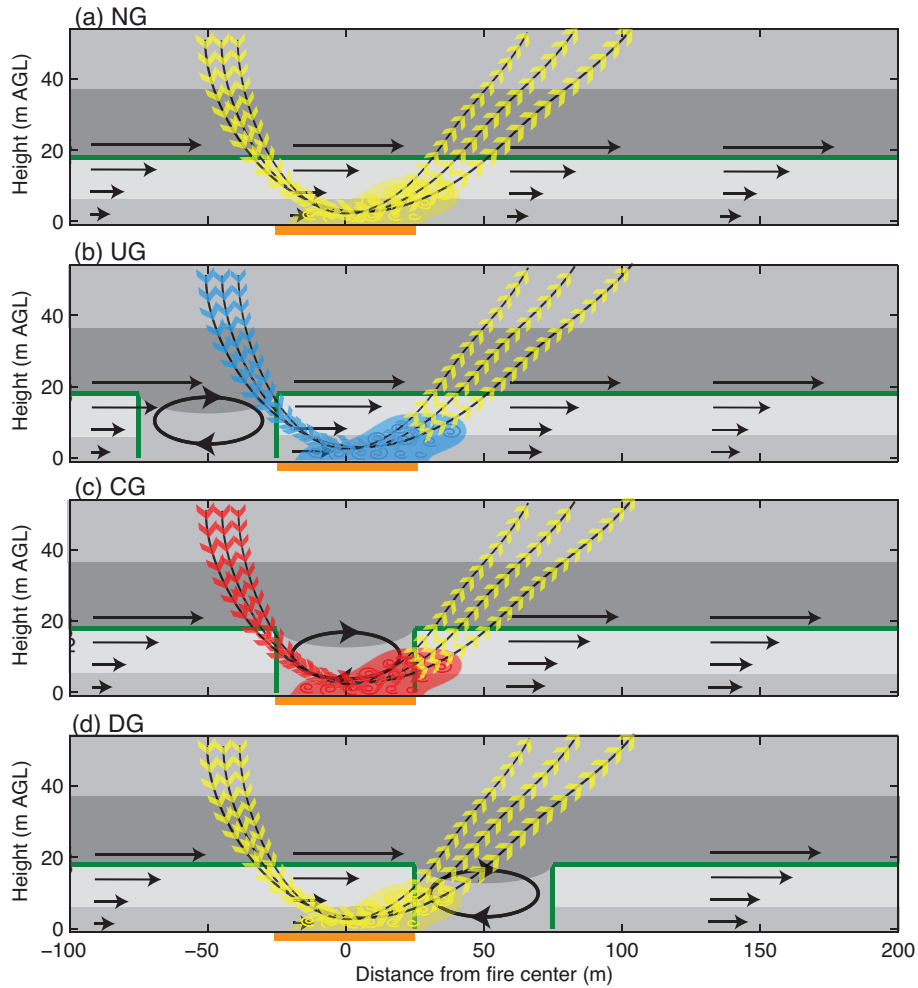 (a) NG
Height (m AGL)
40
20
0
(b) UG
Height (m AGL)
40
20
0
(c) CG
Height (m AGL)
40
20
0
(d) DG
Height (m AGL)
40
20
0
−100 −50 0 50 100 150 200
Distance from fire center (m)